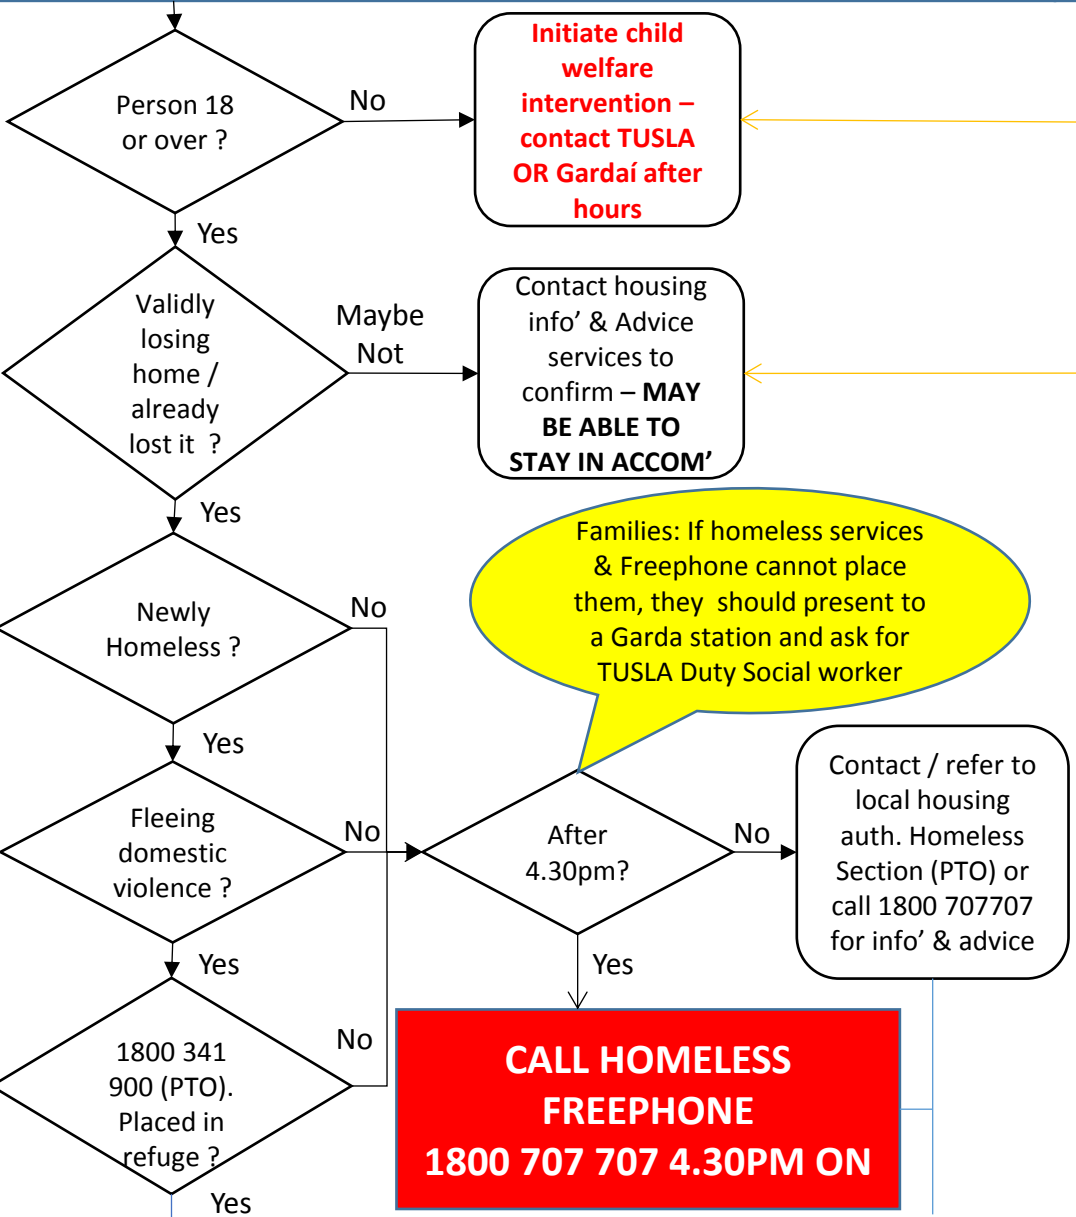 Person 18
or over ?
No
Initiate child
welfare
intervention –
contact TUSLA
OR Gardaí after
hours
Yes
Validly
losing
home /
already
lost it ?
Maybe
Not
Contact housing
info’ & Advice
services to
confirm – MAY
BE ABLE TO
STAY IN ACCOM’
Yes
Newly
Homeless ?
No
Families: If homeless services
& Freephone cannot place
them, they should present to
a Garda station and ask for
TUSLA Duty Social worker
Yes
Fleeing
domestic
violence ?
No
After
4.30pm?
No
Contact / refer to
local housing
auth. Homeless
Section (PTO) or
call 1800 707707
for info’ & advice
Yes
Yes
1800 341
900 (PTO).
Placed in
refuge ?
No
CALL HOMELESS
FREEPHONE
1800 707 707 4.30PM ON
Yes